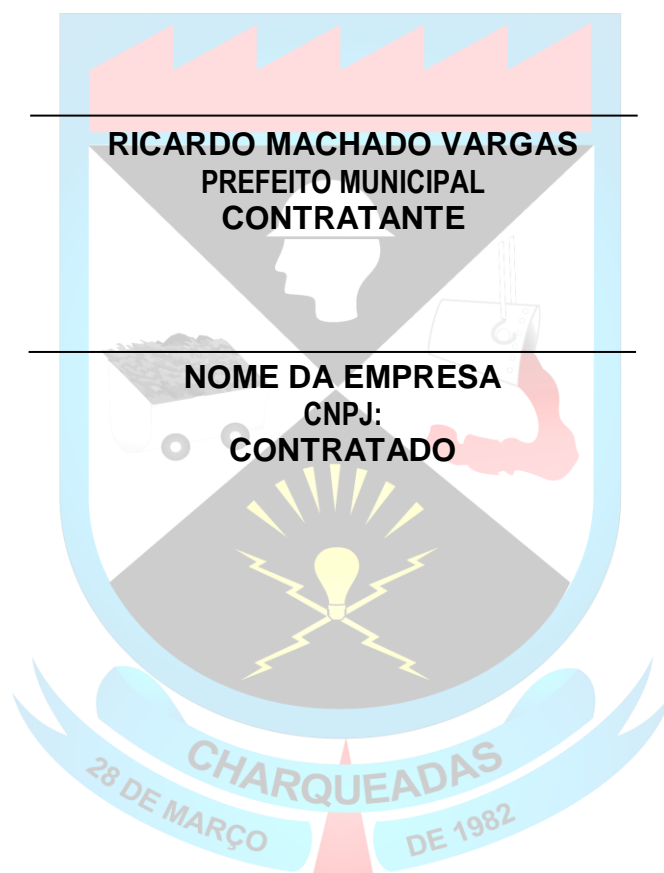 RICARDO MACHADO VARGAS
PREFEITO MUNICIPAL
CONTRATANTE
NOME DA EMPRESA
CNPJ:
CONTRATADO
CHARQUEADAS
28 DE MARÇO DE 1982